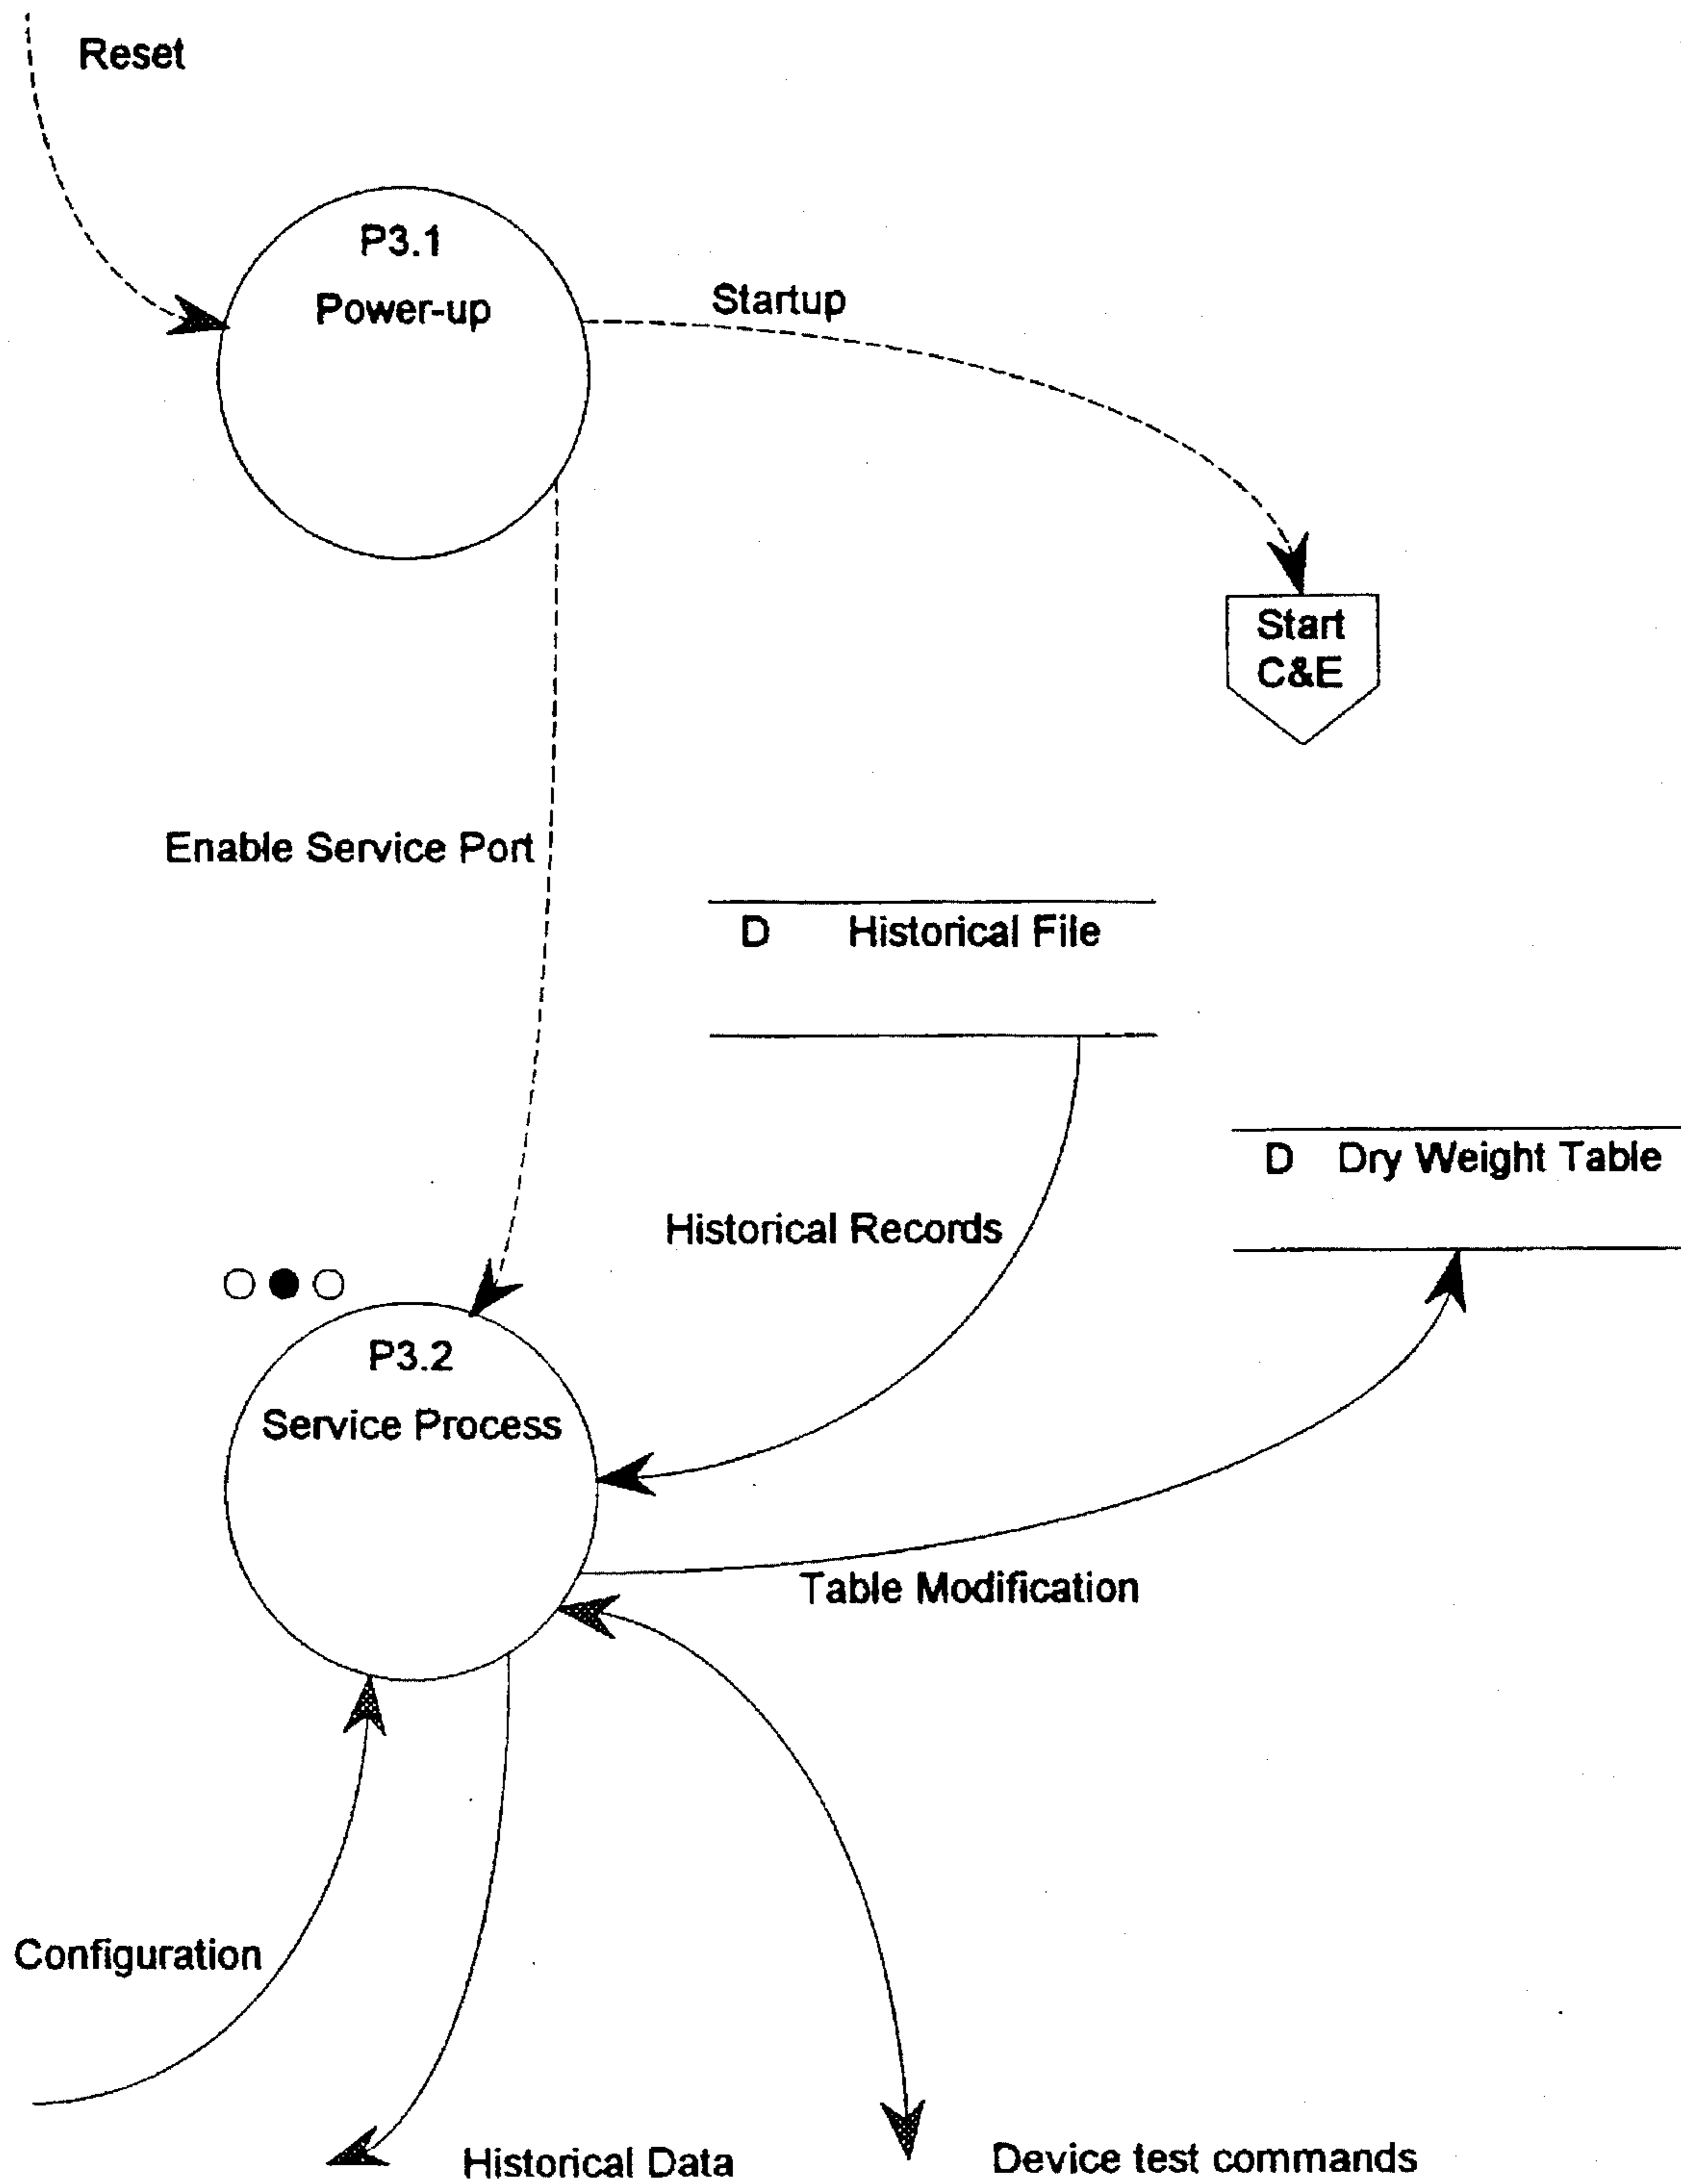 Reset
P3.1
Power-up
Startup
Start
C&E
Enable Service Port
D Historical File
D Dry Weight Table
Historical Records
P3.2
Service Process
Table Modification
Configuration
Historical Data
Device test commands